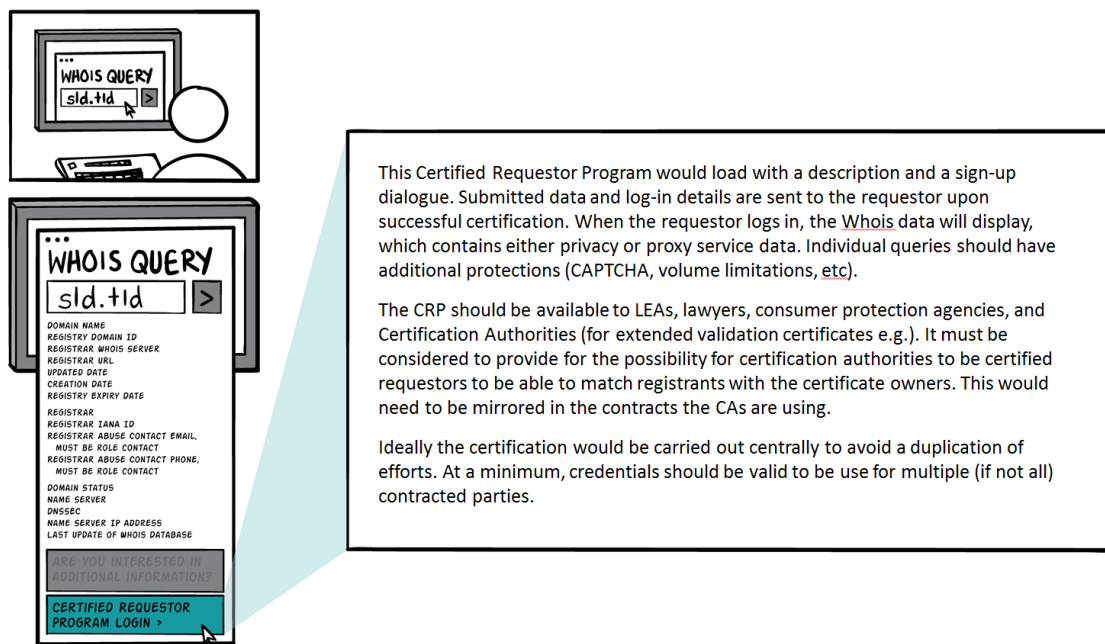 WHOIS QUERY
sld.tld >
WHOIS QUERY
sld.tld >
DOMAIN NAME
REGISTRY DOMAIN ID
REGISTRAR WHOIS SERVER
REGISTRAR URL
UPDATED DATE
CREATION DATE
REGISTRY EXPIRY DATE
REGISTRAR
REGISTRAR IANA ID
REGISTRAR ABUSE CONTACT EMAIL,
MUST BE ROLE CONTACT
REGISTRAR ABUSE CONTACT PHONE,
MUST BE ROLE CONTACT
DOMAIN STATUS
NAME SERVER
DNSSEC
NAME SERVER IP ADDRESS
LAST UPDATE OF WHOIS DATABASE
ARE YOU INTERESTED IN
ADDITIONAL INFORMATION?
CERTIFIED REQUESTOR
PROGRAM LOGIN >
This Certified Requestor Program would load with a description and a sign-up
dialogue. Submitted data and log-in details are sent to the requestor upon
successful certification. When the requestor logs in, the Whois data will display,
which contains either privacy or proxy service data. Individual queries should have
additional protections (CAPTCHA, volume limitations, etc).
The CRP should be available to LEAs, lawyers, consumer protection agencies, and
Certification Authorities (for extended validation certificates e.g.). It must be
considered to provide for the possibility for certification authorities to be certified
requestors to be able to match registrants with the certificate owners. This would
need to be mirrored in the contracts the CAs are using.
Ideally the certification would be carried out centrally to avoid a duplication of
efforts. At a minimum, credentials should be valid to be use for multiple (if not all)
contracted parties.